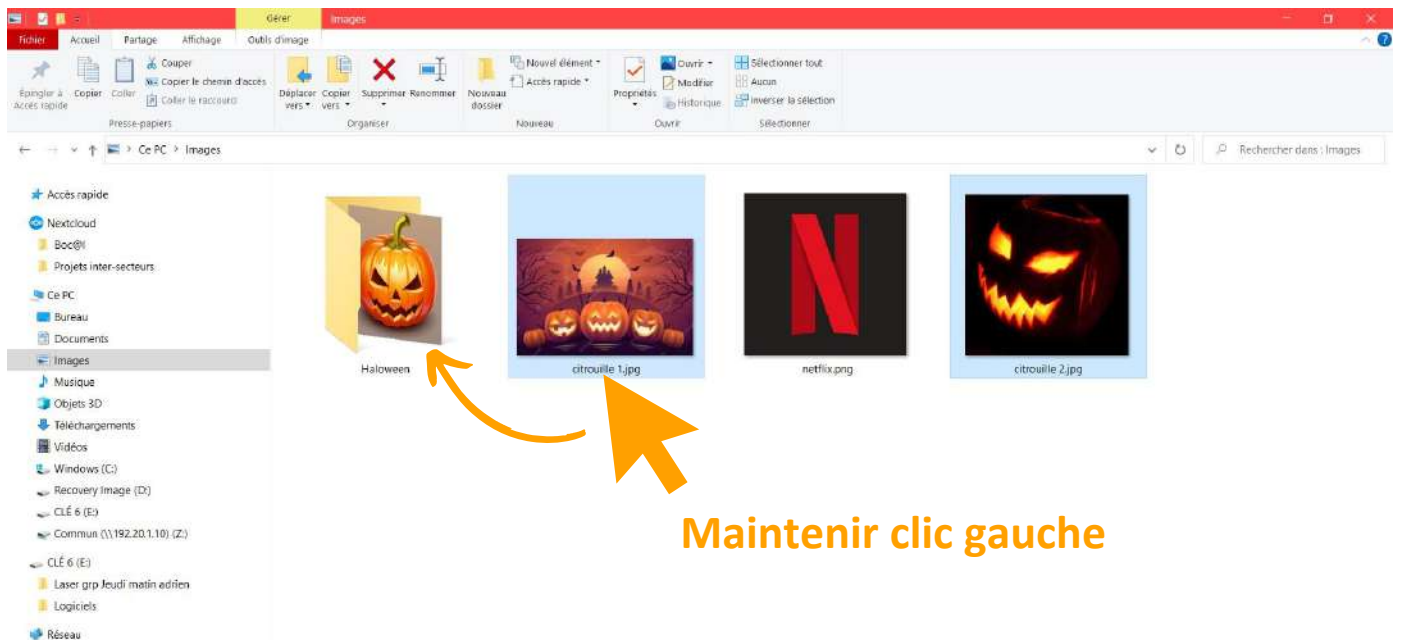 Gérer
Images
Fichier
Accueil
Partage
Affichage
Outils d'image
Épingler à
Accès rapide
Copier
Coller
Couper
Copier le chemin d'accès
Coller le raccourci
Presse-papiers
Déplacer
vers
Copier
vers
Supprimer
Renommer
Organiser
Nouveau
dossier
Nouvel élément
Accès rapide
Nouveau
Propriétés
Ouvrir
Modifier
Historique
Ouvrir
Sélectionner tout
Aucun
Inverser la sélection
Sélectionner
Ce PC > Images
Rechercher dans : Images
Accès rapide
Nextcloud
Boc@l
Projets inter-secteurs
Ce PC
Bureau
Documents
Images
Musique
Objets 3D
Téléchargements
Vidéos
Windows (C:)
Recovery Image (D:)
CLÉ 6 (E:)
Commun (\\192.20.1.10) (Z:)
CLÉ 6 (E:)
Laser grp Jeudi matin adrien
Logiciels
Réseau
Haloween
citrouille 1.jpg
netflix.png
citrouille 2.jpg
Maintenir clic gauche